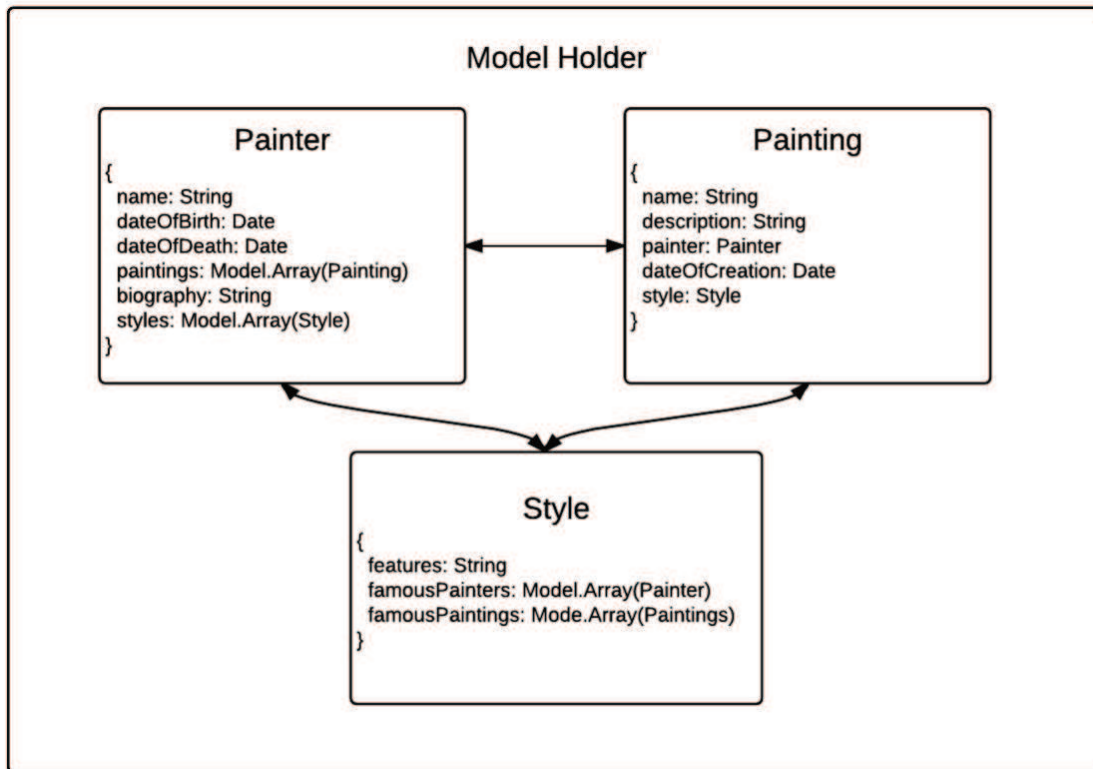 Model Holder
Painter
{
name: String
dateOfBirth: Date
dateOfDeath: Date
paintings: Model.Array(Painting)
biography: String
styles: Model.Array(Style)
}
Painting
{
name: String
description: String
painter: Painter
dateOfCreation: Date
style: Style
}
Style
{
features: String
famousPainters: Model.Array(Painter)
famousPaintings: Mode.Array(Paintings)
}